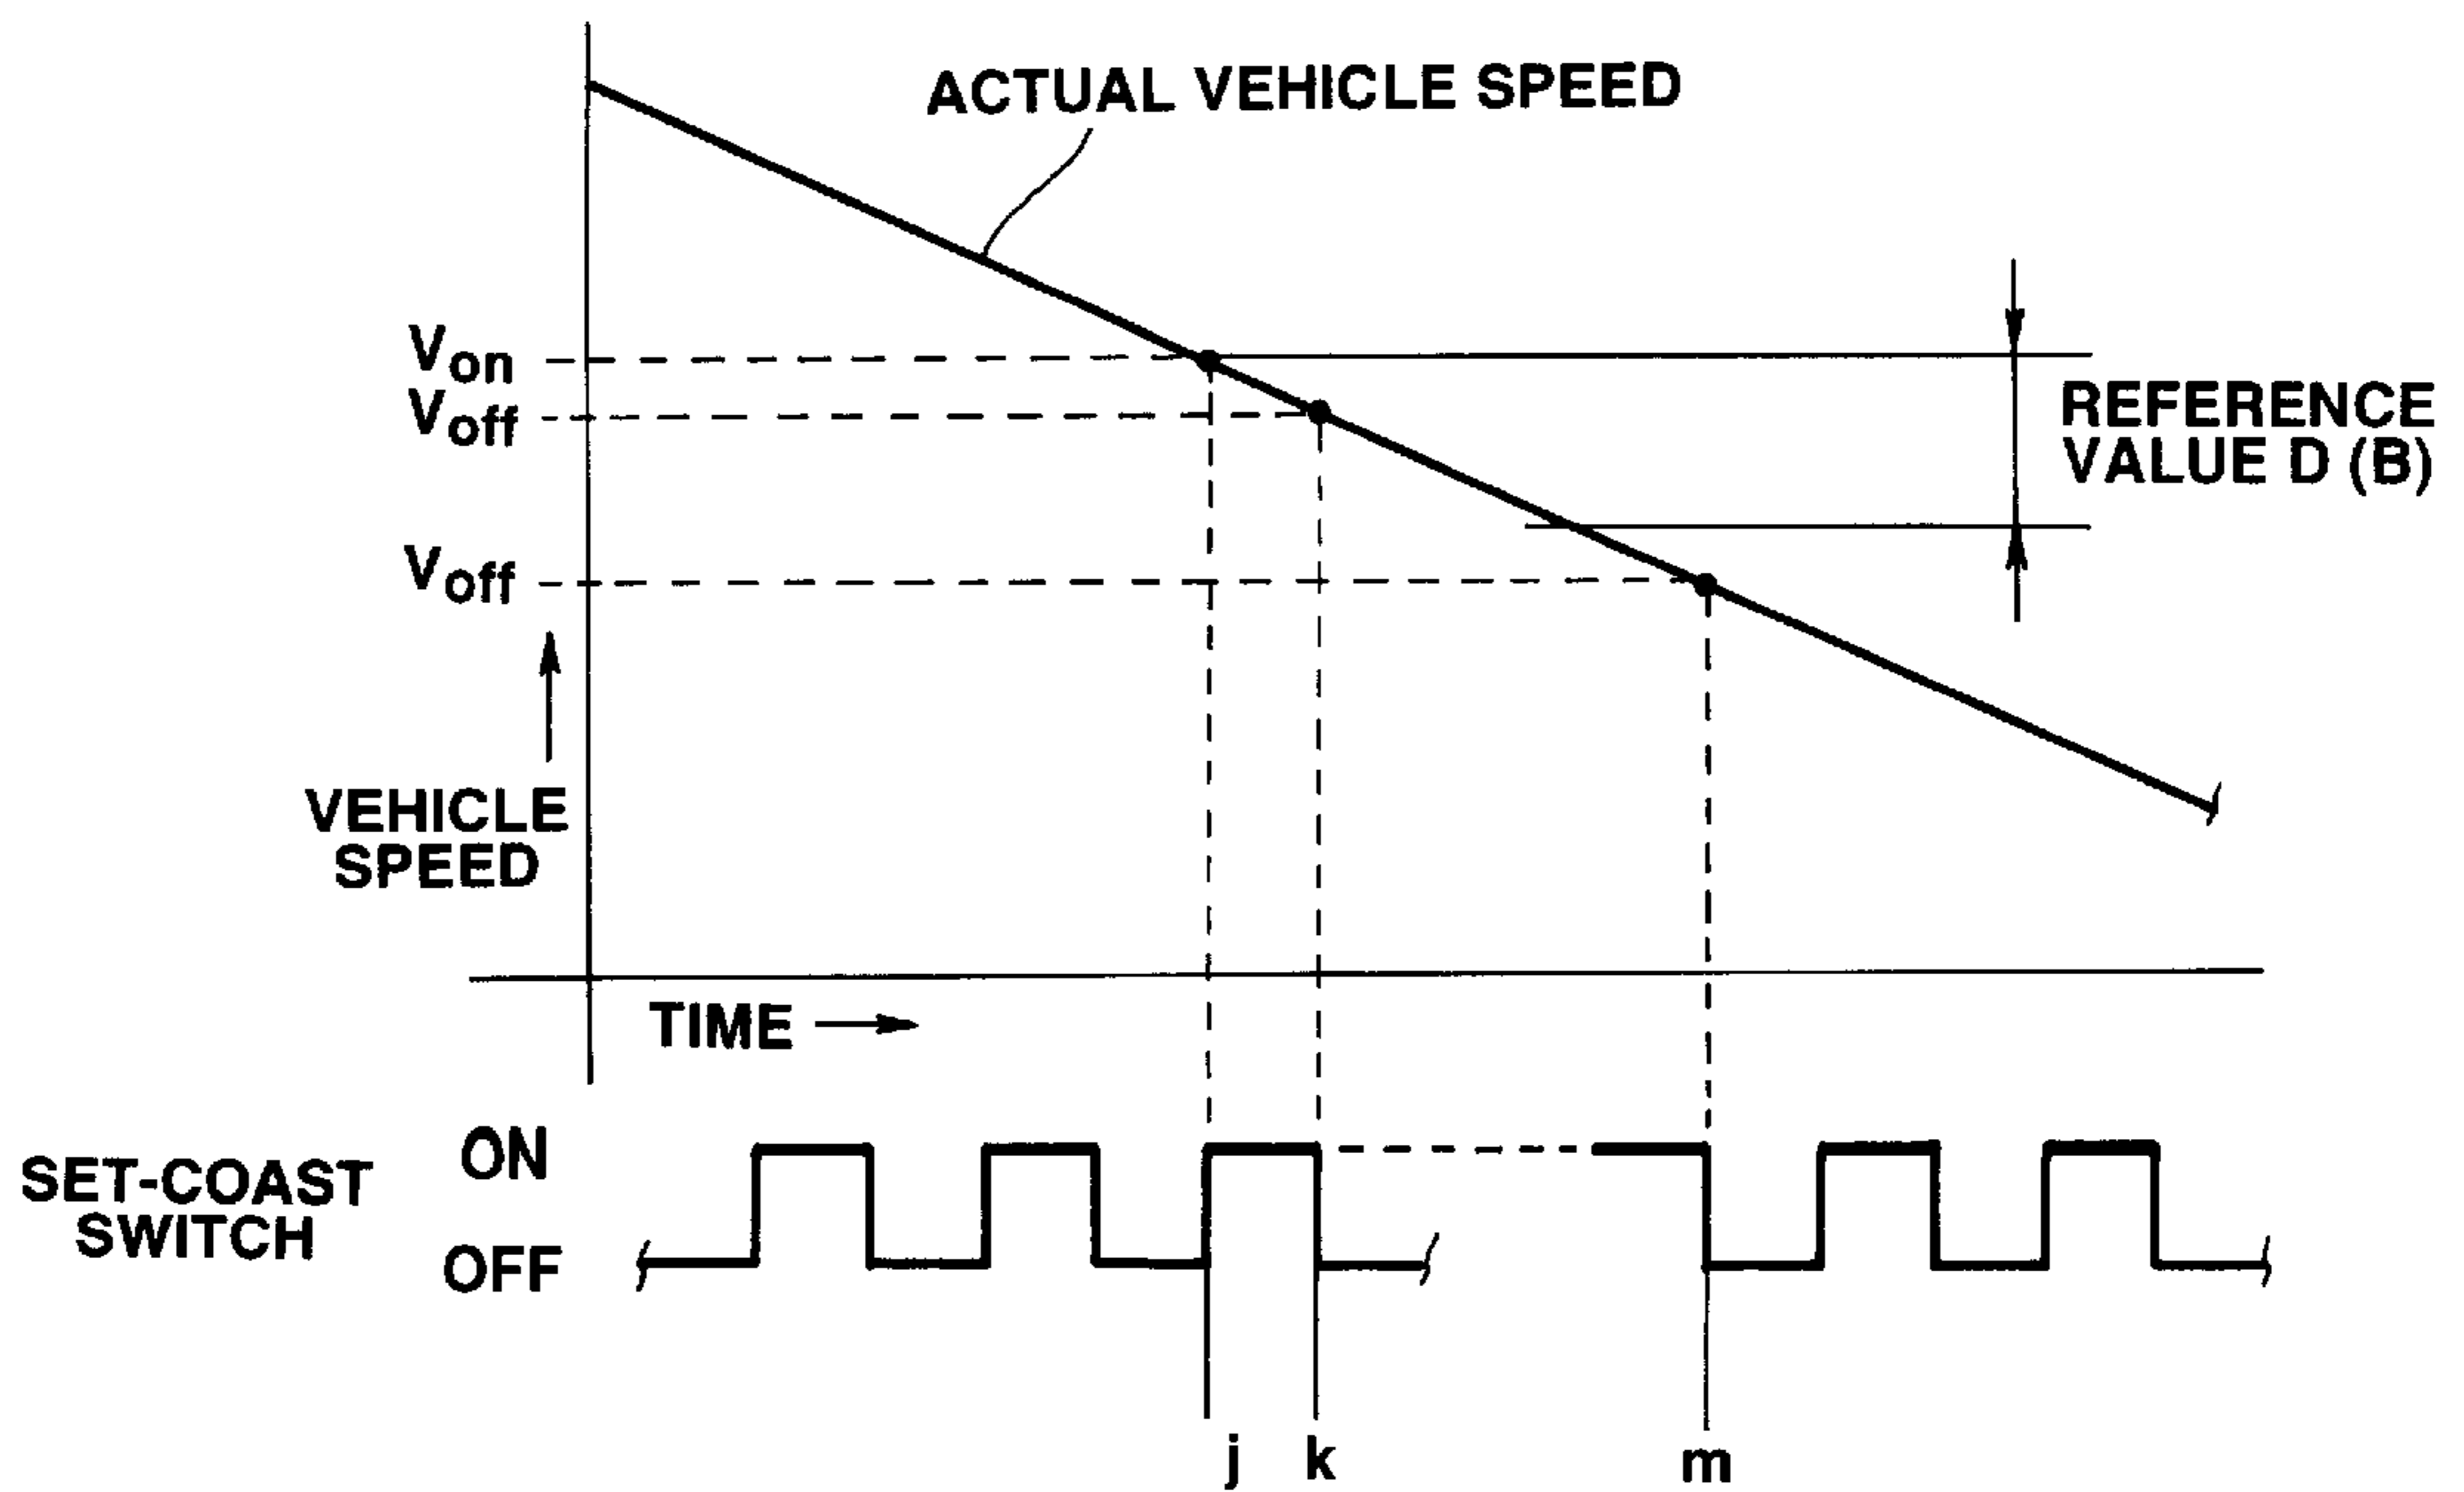 ACTUAL VEHICLE SPEED
Von
Voff
REFERENCE
VALUE D (B)
Voff
VEHICLE
SPEED
TIME
SET-COAST
SWITCH
ON
OFF
j
k
m